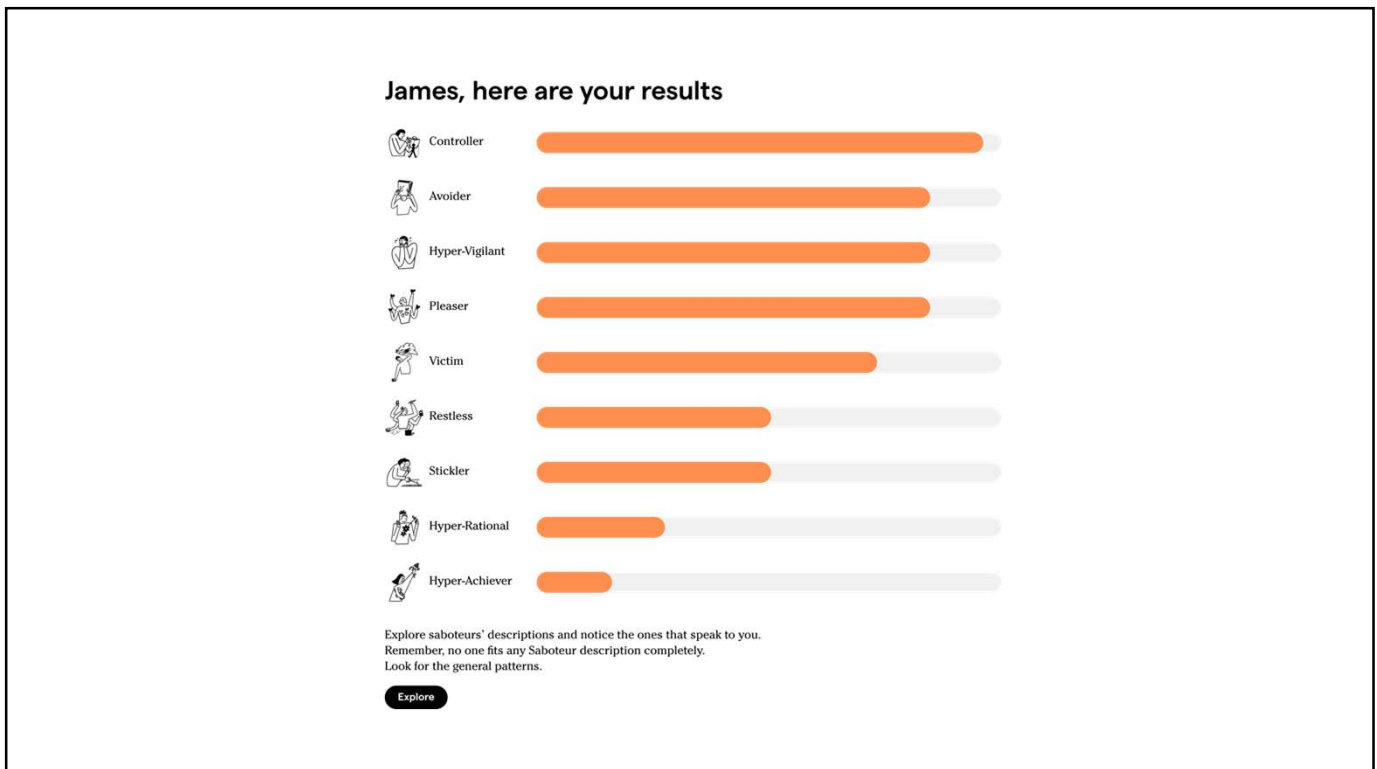 James, here are your results
Controller
Avoider
Hyper-Vigilant
Pleaser
Victim
Restless
Stickler
Hyper-Rational
Hyper-Achiever
Explore saboteurs’ descriptions and notice the ones that speak to you.
Remember, no one fits any Saboteur description completely.
Look for the general patterns.
Explore